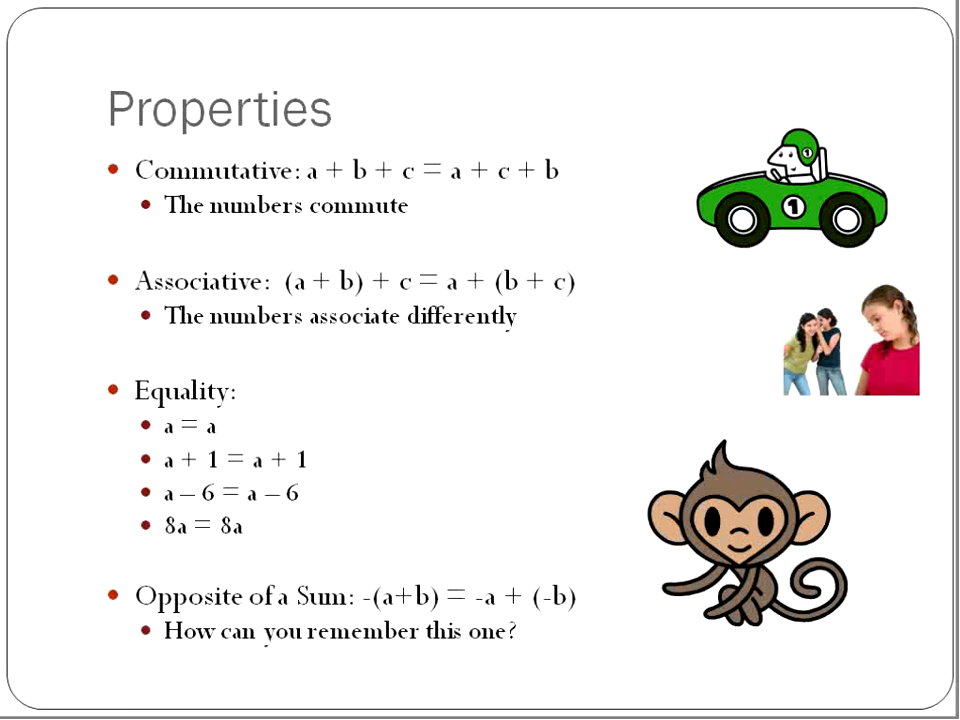 Properties
Commutative: a + b + c = a + c + b
The numbers commute
Associative: (a + b) + c = a + (b + c)
The numbers associate differently
Equality:
a = a
a + 1 = a + 1
a – 6 = a – 6
8a = 8a
Opposite of a Sum: -(a+b) = -a + (-b)
How can you remember this one?
1
1